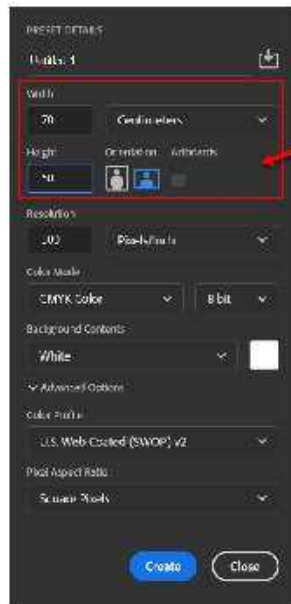 PRESET DETAILS
Untitled-1
Width
70 Centimeters
Height Orientation Artboards
50
Resolution
Pixels/Inch
Color Mode
CMYK Color 8 bit
Background Contents
White
Advanced Options
Color Profile
U.S. Web Coated (SWOP) v2
Pixel Aspect Ratio
Square Pixels
Create Close